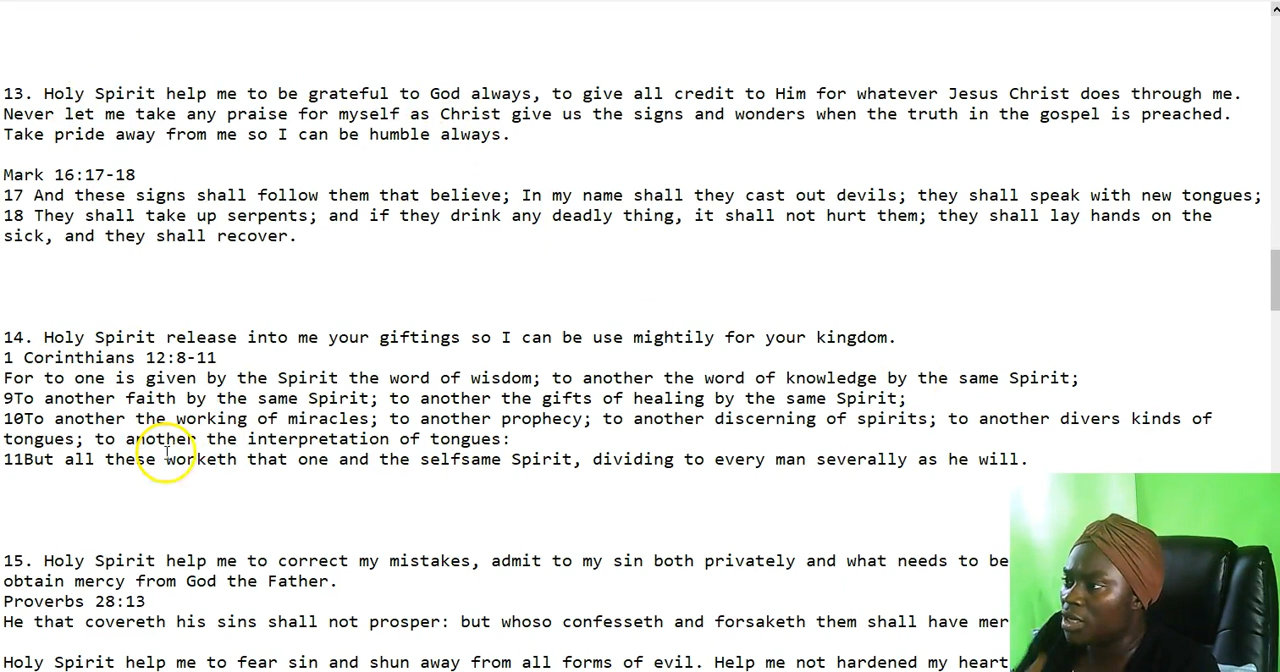 13. Holy Spirit help me to be grateful to God always, to give all credit to Him for whatever Jesus Christ does through me.
Never let me take any praise for myself as Christ give us the signs and wonders when the truth in the gospel is preached.
Take pride away from me so I can be humble always.
Mark 16:17-18
17 And these signs shall follow them that believe; In my name shall they cast out devils; they shall speak with new tongues;
18 They shall take up serpents; and if they drink any deadly thing, it shall not hurt them; they shall lay hands on the
sick, and they shall recover.
14. Holy Spirit release into me your giftings so I can be use mightily for your kingdom.
1 Corinthians 12:8-11
For to one is given by the Spirit the word of wisdom; to another the word of knowledge by the same Spirit;
9To another faith by the same Spirit; to another the gifts of healing by the same Spirit;
10To another the working of miracles; to another prophecy; to another discerning of spirits; to another divers kinds of
tongues; to another the interpretation of tongues:
11But all these worketh that one and the selfsame Spirit, dividing to every man severally as he will.
15. Holy Spirit help me to correct my mistakes, admit to my sin both privately and what needs to be
obtain mercy from God the Father.
Proverbs 28:13
He that covereth his sins shall not prosper: but whoso confesseth and forsaketh them shall have mer
Holy Spirit help me to fear sin and shun away from all forms of evil. Help me not hardened my heart